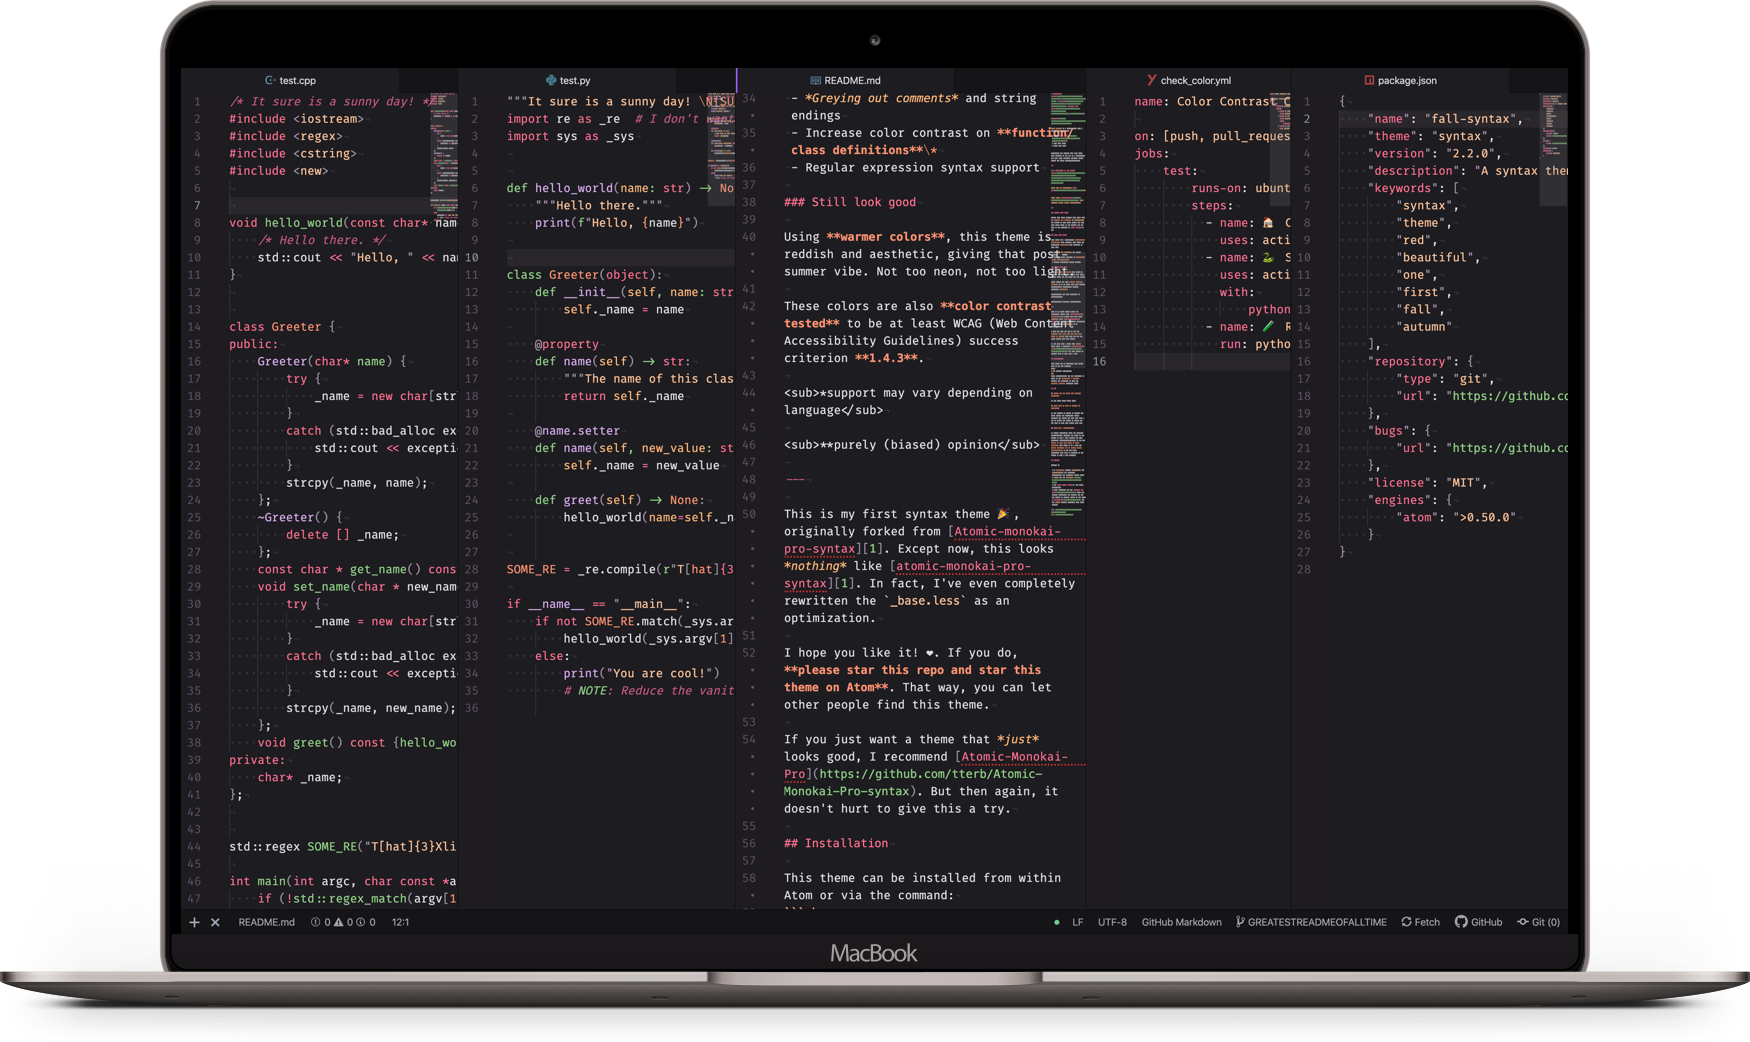 test.cpp
1 /* It sure is a sunny day! */
2 #include <iostream>
3 #include <regex>
4 #include <cstring>
5 #include <new>
6
7
8 void hello_world(const char* name
9 /* Hello there. */
10 std::cout << "Hello, " << na
11 }
12
13
14 class Greeter {
15 public:
16 Greeter(char* name) {
17 try {
18 _name = new char[str
19 }
20 catch (std::bad_alloc ex
21 std::cout << excepti
22 }
23 strcpy(_name, name);
24 };
25 ~Greeter() {
26 delete [] _name;
27 };
28 const char * get_name() cons
29 void set_name(char * new_nam
30 try {
31 _name = new char[str
32 }
33 catch (std::bad_alloc ex
34 std::cout << excepti
35 }
36 strcpy(_name, new_name);
37 };
38 void greet() const {hello_wo
39 private:
40 char* _name;
41 };
42
43
44 std::regex SOME_RE("T[hat]{3}Xli
45
46 int main(int argc, char const *a
47 if (!std::regex_match(argv[1
test.py
1 """It sure is a sunny day! \N{SU
2 import re as _re # I don't want
3 import sys as _sys
4
5
6 def hello_world(name: str) -> No
7 """Hello there."""
8 print(f"Hello, {name}")
9
10
11 class Greeter(object):
12 def __init__(self, name: str
13 self._name = name
14
15 @property
16 def name(self) -> str:
17 """The name of this clas
18 return self._name
19
20 @name.setter
21 def name(self, new_value: st
22 self._name = new_value
23
24 def greet(self) -> None:
25 hello_world(name=self._n
26
27
28 SOME_RE = _re.compile(r"T[hat]{3
29
30 if __name__ == "__main__":
31 if not SOME_RE.match(_sys.ar
32 hello_world(_sys.argv[1]
33 else:
34 print("You are cool!")
35 # NOTE: Reduce the vanit
36
README.md
34 - *Greying out comments* and string
endings
35 - Increase color contrast on **function/
class definitions**\*
36 - Regular expression syntax support
37
38 ### Still look good
39
40 Using **warmer colors**, this theme is
reddish and aesthetic, giving that post-
summer vibe. Not too neon, not too light.
41
42 These colors are also **color contrast
tested** to be at least WCAG (Web Content
Accessibility Guidelines) success
criterion **1.4.3**.
43
44 <sub>*support may vary depending on
language</sub>
45
46 <sub>**purely (biased) opinion</sub>
47
48 ---
49
50 This is my first syntax theme 🎉,
originally forked from [Atomic-monokai-
pro-syntax][1]. Except now, this looks
*nothing* like [atomic-monokai-pro-
syntax][1]. In fact, I've even completely
rewritten the `_base.less` as an
optimization.
51
52 I hope you like it! ❤. If you do,
**please star this repo and star this
theme on Atom**. That way, you can let
other people find this theme.
53
54 If you just want a theme that *just*
looks good, I recommend [Atomic-Monokai-
Pro](https://github.com/tterb/Atomic-
Monokai-Pro-syntax). But then again, it
doesn't hurt to give this a try.
55
56 ## Installation
57
58 This theme can be installed from within
Atom or via the command:
check_color.yml
1 name: Color Contrast C
2
3 on: [push, pull_reques
4 jobs:
5 test:
6 runs-on: ubunt
7 steps:
8 - name: 🏠 C
9 uses: acti
10 - name: 🐍 S
11 uses: acti
12 with:
13 python
14 - name: 🧪 R
15 run: pytho
16
package.json
1 {
2 "name": "fall-syntax",
3 "theme": "syntax",
4 "version": "2.2.0",
5 "description": "A syntax them
6 "keywords": [
7 "syntax",
8 "theme",
9 "red",
10 "beautiful",
11 "one",
12 "first",
13 "fall",
14 "autumn"
15 ],
16 "repository": {
17 "type": "git",
18 "url": "https://github.co
19 },
20 "bugs": {
21 "url": "https://github.co
22 },
23 "license": "MIT",
24 "engines": {
25 "atom": ">0.50.0"
26 }
27 }
28
+ × README.md 0 0 0 12:1
LF UTF-8 GitHub Markdown GREATESTREADMEOFALLTIME Fetch GitHub Git (0)
MacBook